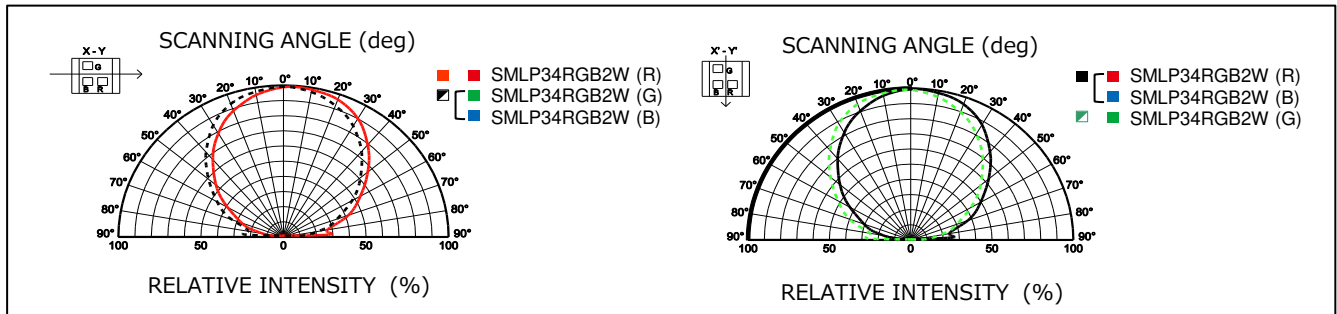 SCANNING ANGLE (deg)
X - Y
G
B R
10° 0° 10°
20° 20°
30° 30°
40° 40°
50° 50°
60° 60°
70° 70°
80° 80°
90° 90°
100 50 0 50 100
RELATIVE INTENSITY (%)
SMLP34RGB2W (R)
SMLP34RGB2W (G)
SMLP34RGB2W (B)
SCANNING ANGLE (deg)
X' - Y'
G
B R
10° 0° 10°
20° 20°
30° 30°
40° 40°
50° 50°
60° 60°
70° 70°
80° 80°
90° 90°
100 50 0 50 100
RELATIVE INTENSITY (%)
SMLP34RGB2W (R)
SMLP34RGB2W (B)
SMLP34RGB2W (G)